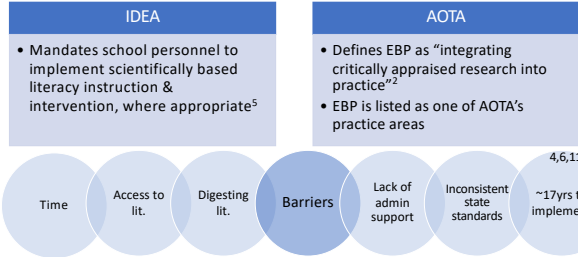 IDEA
• Mandates school personnel to
implement scientifically based
literacy instruction &
intervention, where appropriate⁵
AOTA
• Defines EBP as “integrating
critically appraised research into
practice”²
• EBP is listed as one of AOTA’s
practice areas
Time
Access to
lit.
Digesting
lit.
Barriers
Lack of
admin
support
Inconsistent
state
standards
4,6,11
~17yrs